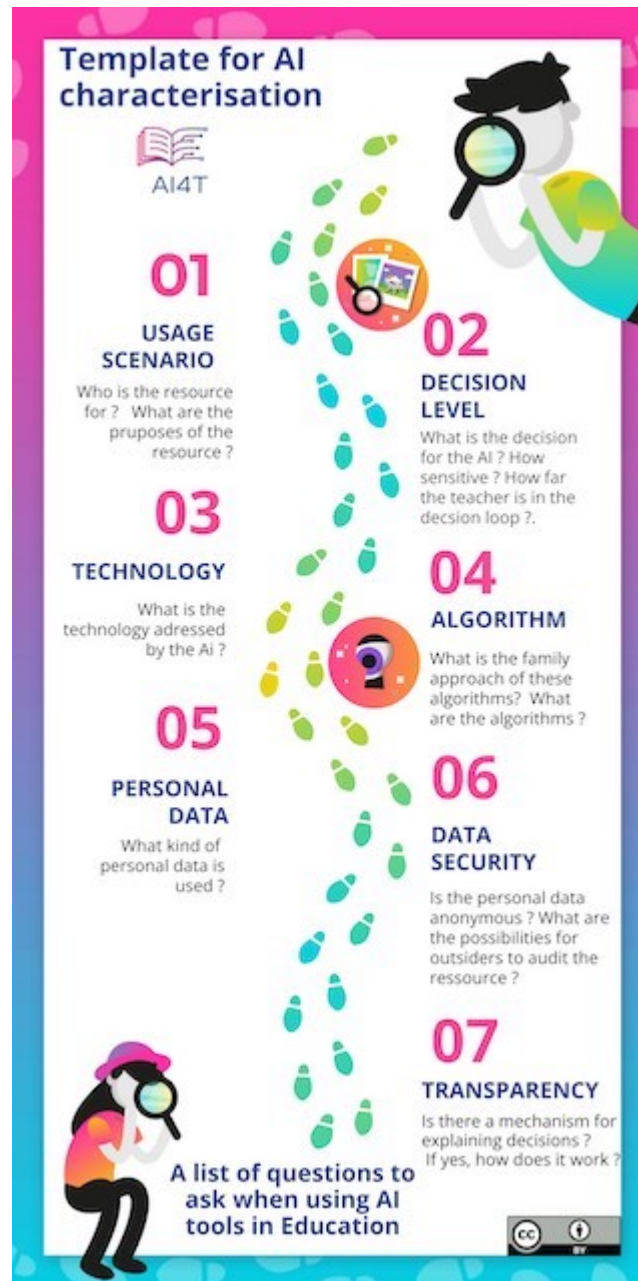 Template for AI
characterisation
AI4T
01
USAGE
SCENARIO
Who is the resource
for ? What are the
pruposes of the
resource ?
02
DECISION
LEVEL
What is the decision
for the AI ? How
sensitive ? How far
the teacher is in the
decsion loop ?.
03
TECHNOLOGY
What is the
technology adressed
by the Ai ?
04
ALGORITHM
What is the family
approach of these
algorithms? What
are the algorithms ?
05
PERSONAL
DATA
What kind of
personal data is
used ?
06
DATA
SECURITY
Is the personal data
anonymous ? What are
the possibilities for
outsiders to audit the
ressource ?
07
TRANSPARENCY
Is there a mechanism for
explaining decisions ?
If yes, how does it work ?
A list of questions to
ask when using AI
tools in Education
cc
BY